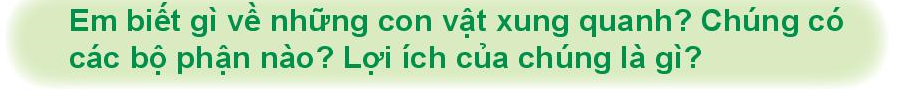 Em biết gì về những con vật xung quanh? Chúng có
các bộ phận nào? Lợi ích của chúng là gì?